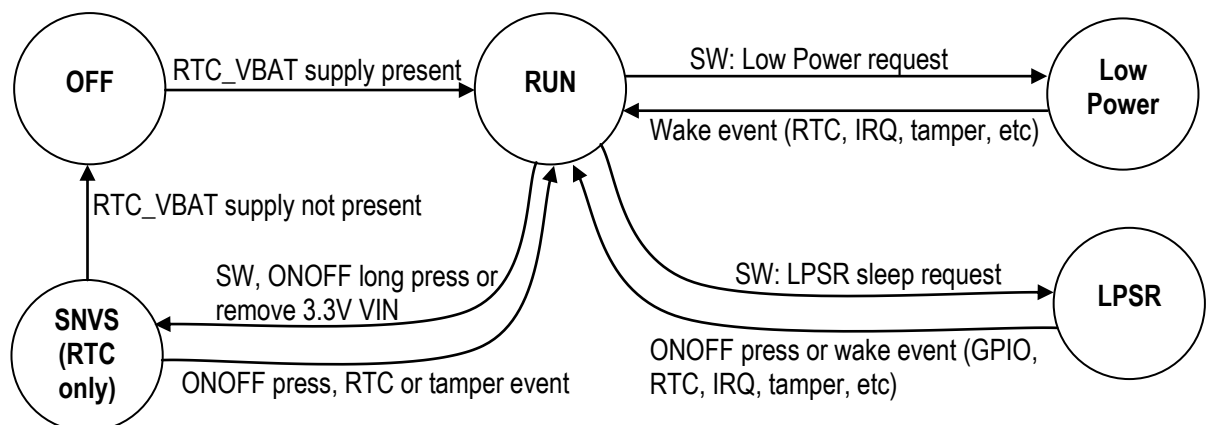 OFF
RTC_VBAT supply present
RUN
SW: Low Power request
Low
Power
Wake event (RTC, IRQ, tamper, etc)
RTC_VBAT supply not present
SW, ONOFF long press or
remove 3.3V VIN
SW: LPSR sleep request
LPSR
SNVS
(RTC
only)
ONOFF press, RTC or tamper event
ONOFF press or wake event (GPIO,
RTC, IRQ, tamper, etc)